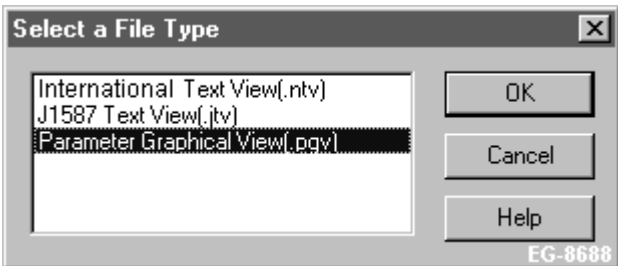 Select a File Type
International Text View(.ntv)
J1587 Text View(.jtv)
Parameter Graphical View(.pgv)
OK
Cancel
Help
EG-8688